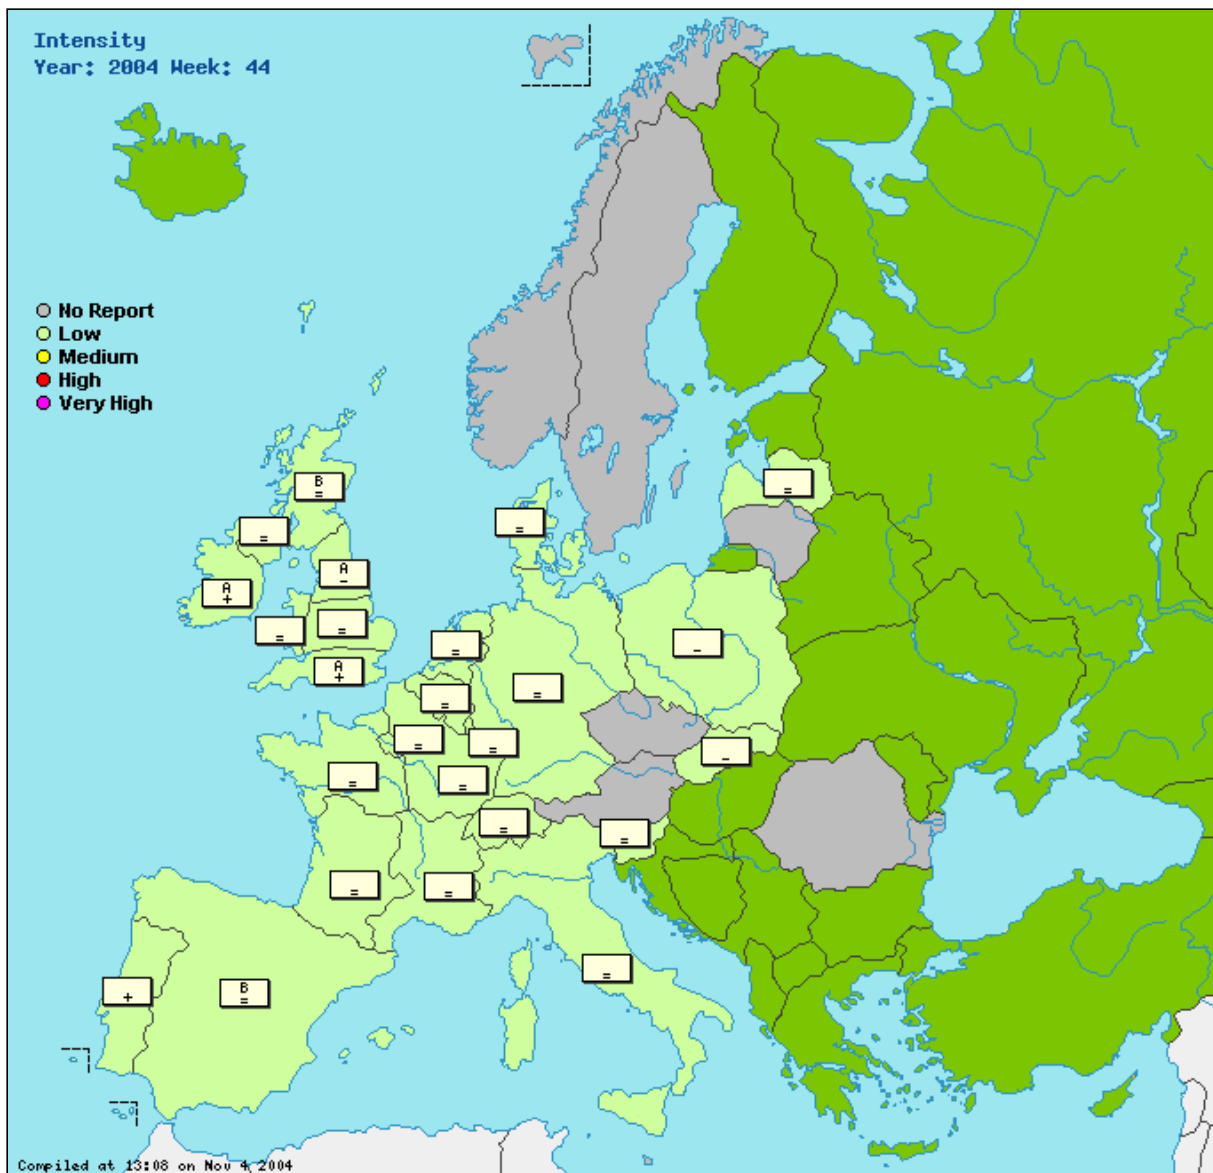 Intensity
Year: 2004 Week: 44
No Report
Low
Medium
High
Very High
B
=
=
=
=
A
-
A
+
=
=
A
+
=
-
=
=
=
=
-
=
=
=
=
=
=
=
+
B
=
Compiled at 13:08 on Nov 4 2004